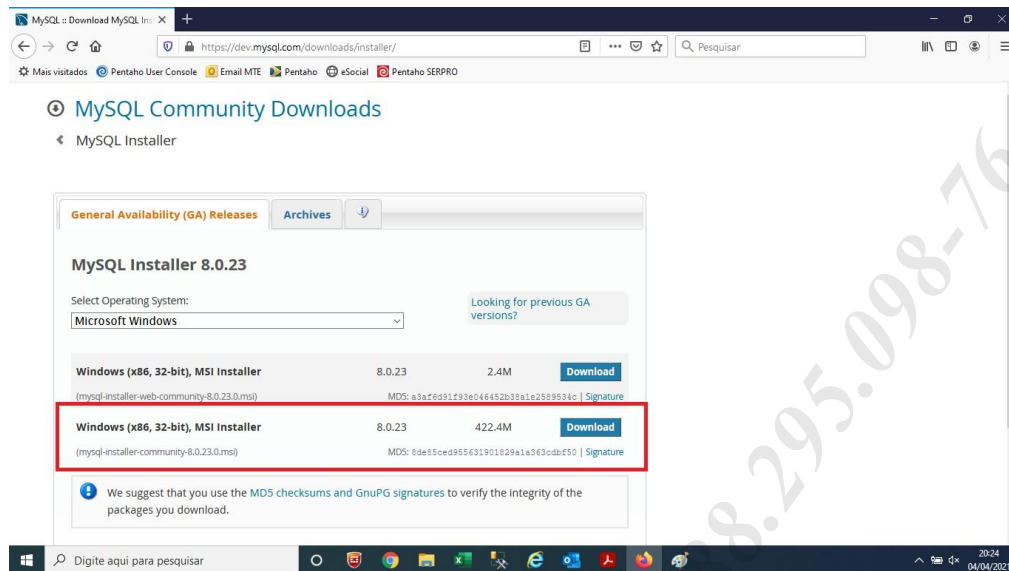 MySQL :: Download MySQL Ins
https://dev.mysql.com/downloads/installer/
Pesquisar
Mais visitados Pentaho User Console Email MTE Pentaho eSocial Pentaho SERPRO
MySQL Community Downloads
MySQL Installer
General Availability (GA) Releases Archives
MySQL Installer 8.0.23
Select Operating System:
Microsoft Windows
Looking for previous GA
versions?
Windows (x86, 32-bit), MSI Installer 8.0.23 2.4M Download
(mysql-installer-web-community-8.0.23.0.msi) MD5: a3af6d91f93e046452b38a1e2589534c | Signature
Windows (x86, 32-bit), MSI Installer 8.0.23 422.4M Download
(mysql-installer-community-8.0.23.0.msi) MD5: 8de85ced955631901829a1a363cdbf50 | Signature
We suggest that you use the MD5 checksums and GnuPG signatures to verify the integrity of the
packages you download.
Digite aqui para pesquisar
20:24
04/04/2021
8.295.098-76